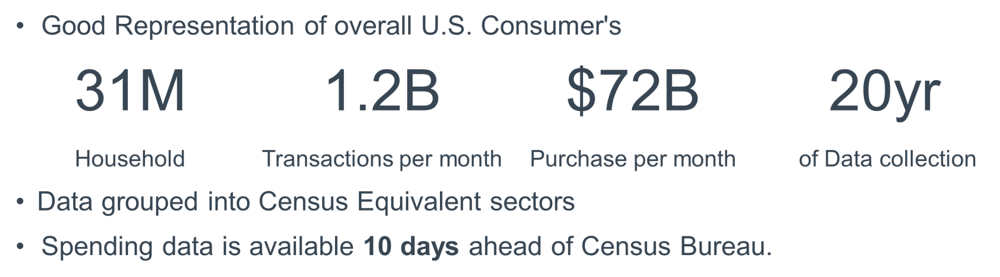 • Good Representation of overall U.S. Consumer's
31M 1.2B $72B 20yr
Household Transactions per month Purchase per month of Data collection
• Data grouped into Census Equivalent sectors
• Spending data is available 10 days ahead of Census Bureau.